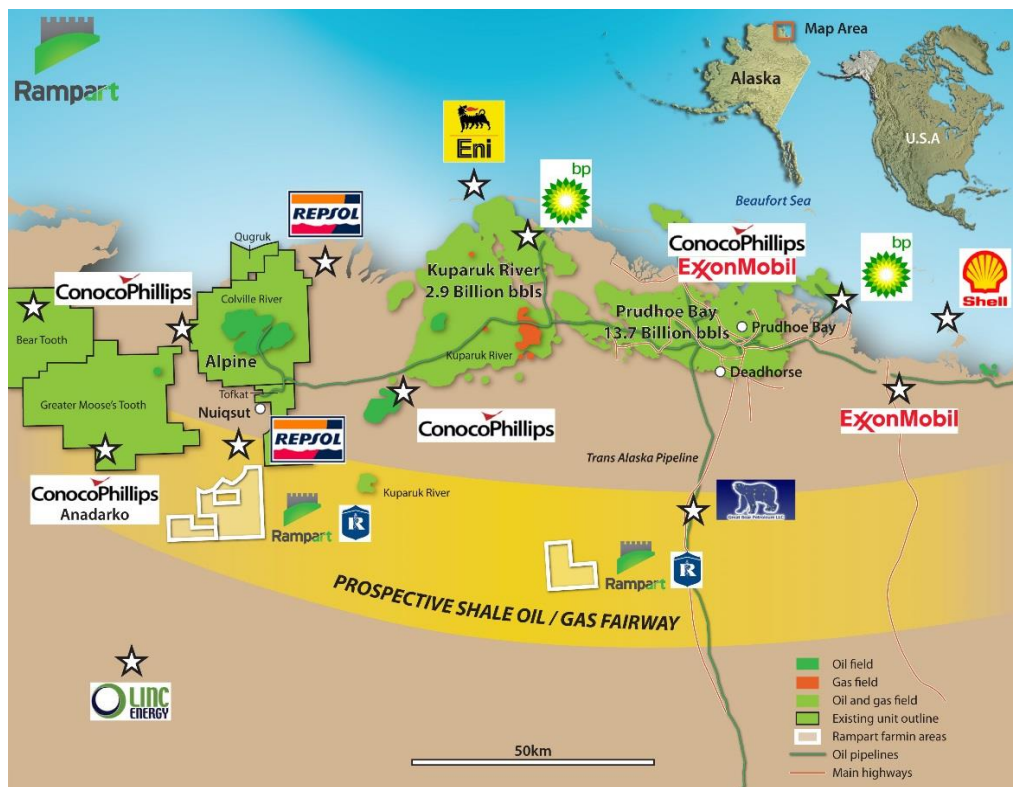 Rampart
Map Area
Alaska
U.S.A
Beaufort Sea
Eni
bp
REPSOL
Qugruk
ConocoPhillips
ExxonMobil
bp
Shell
ConocoPhillips
Colville River
Kuparuk River
2.9 Billion bbls
Prudhoe Bay
13.7 Billion bbls
Prudhoe Bay
Bear Tooth
Alpine
Kuparuk River
Deadhorse
Greater Moose's Tooth
Tofkat
Nuiqsut
ConocoPhillips
ExxonMobil
REPSOL
Trans Alaska Pipeline
ConocoPhillips
Anadarko
Kuparuk River
Great Bear Petroleum LLC
Rampart
R
Rampart
R
PROSPECTIVE SHALE OIL / GAS FAIRWAY
LINC
ENERGY
Oil field
Gas field
Oil and gas field
Existing unit outline
Rampart farmin areas
Oil pipelines
Main highways
50km